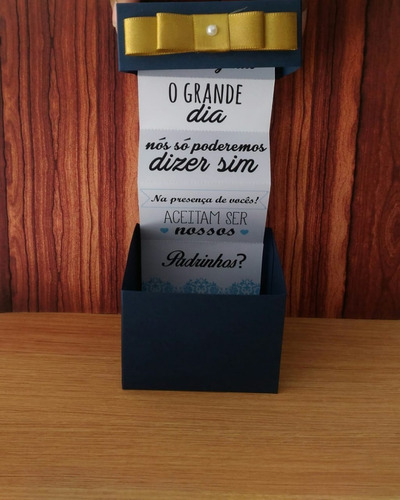 O GRANDE
dia
nós só poderemos
dizer sim
Na presença de vocês!
ACEITAM SER
nossos
Padrinhos?